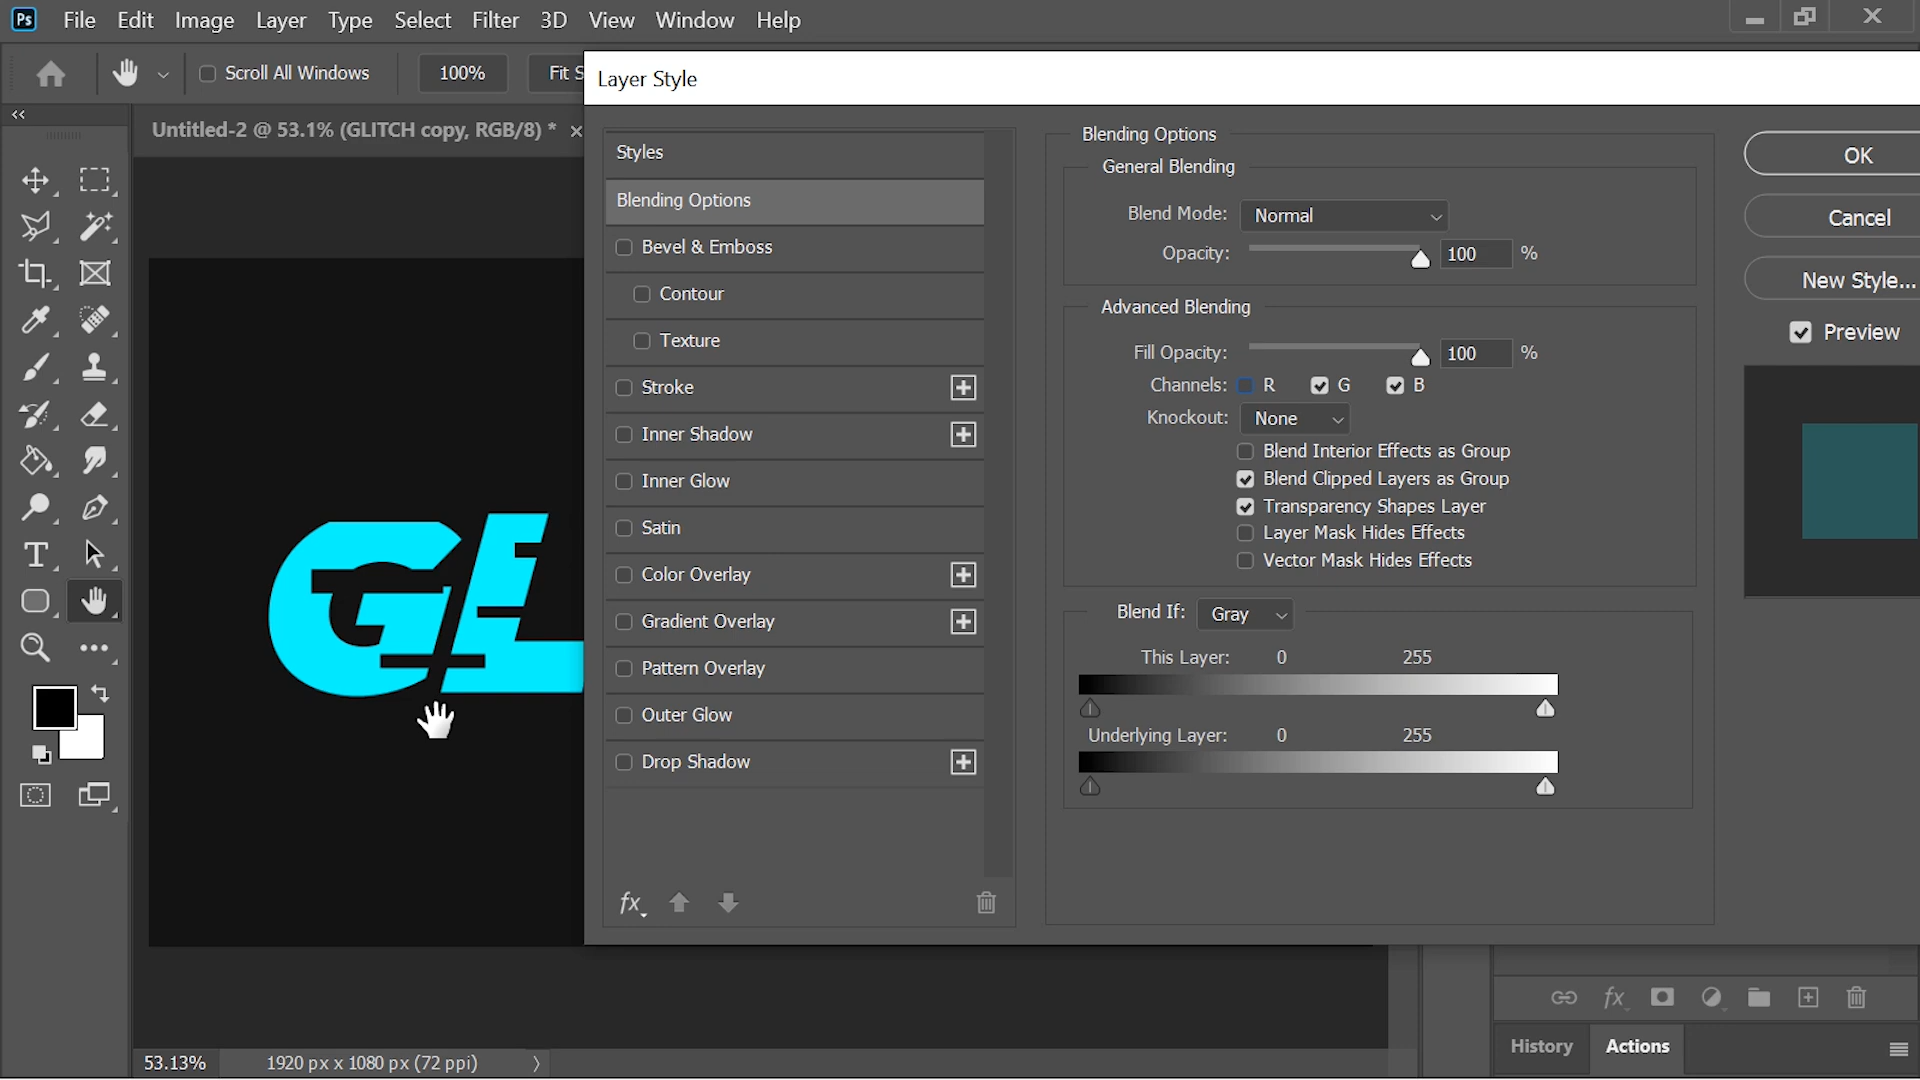 Ps File Edit Image Layer Type Select Filter 3D View Window Help
Scroll All Windows 100% Fit S
Layer Style
Untitled-2 @ 53.1% (GLITCH copy, RGB/8) *
Styles
Blending Options
Bevel & Emboss
Contour
Texture
Stroke
Inner Shadow
Inner Glow
Satin
Color Overlay
Gradient Overlay
Pattern Overlay
Outer Glow
Drop Shadow
fx
Blending Options
General Blending
Blend Mode: Normal
Opacity: 100 %
Advanced Blending
Fill Opacity: 100 %
Channels: R G B
Knockout: None
Blend Interior Effects as Group
Blend Clipped Layers as Group
Transparency Shapes Layer
Layer Mask Hides Effects
Vector Mask Hides Effects
Blend If: Gray
This Layer: 0 255
Underlying Layer: 0 255
OK
Cancel
New Style...
Preview
GL
fx
History Actions
53.13% 1920 px x 1080 px (72 ppi)